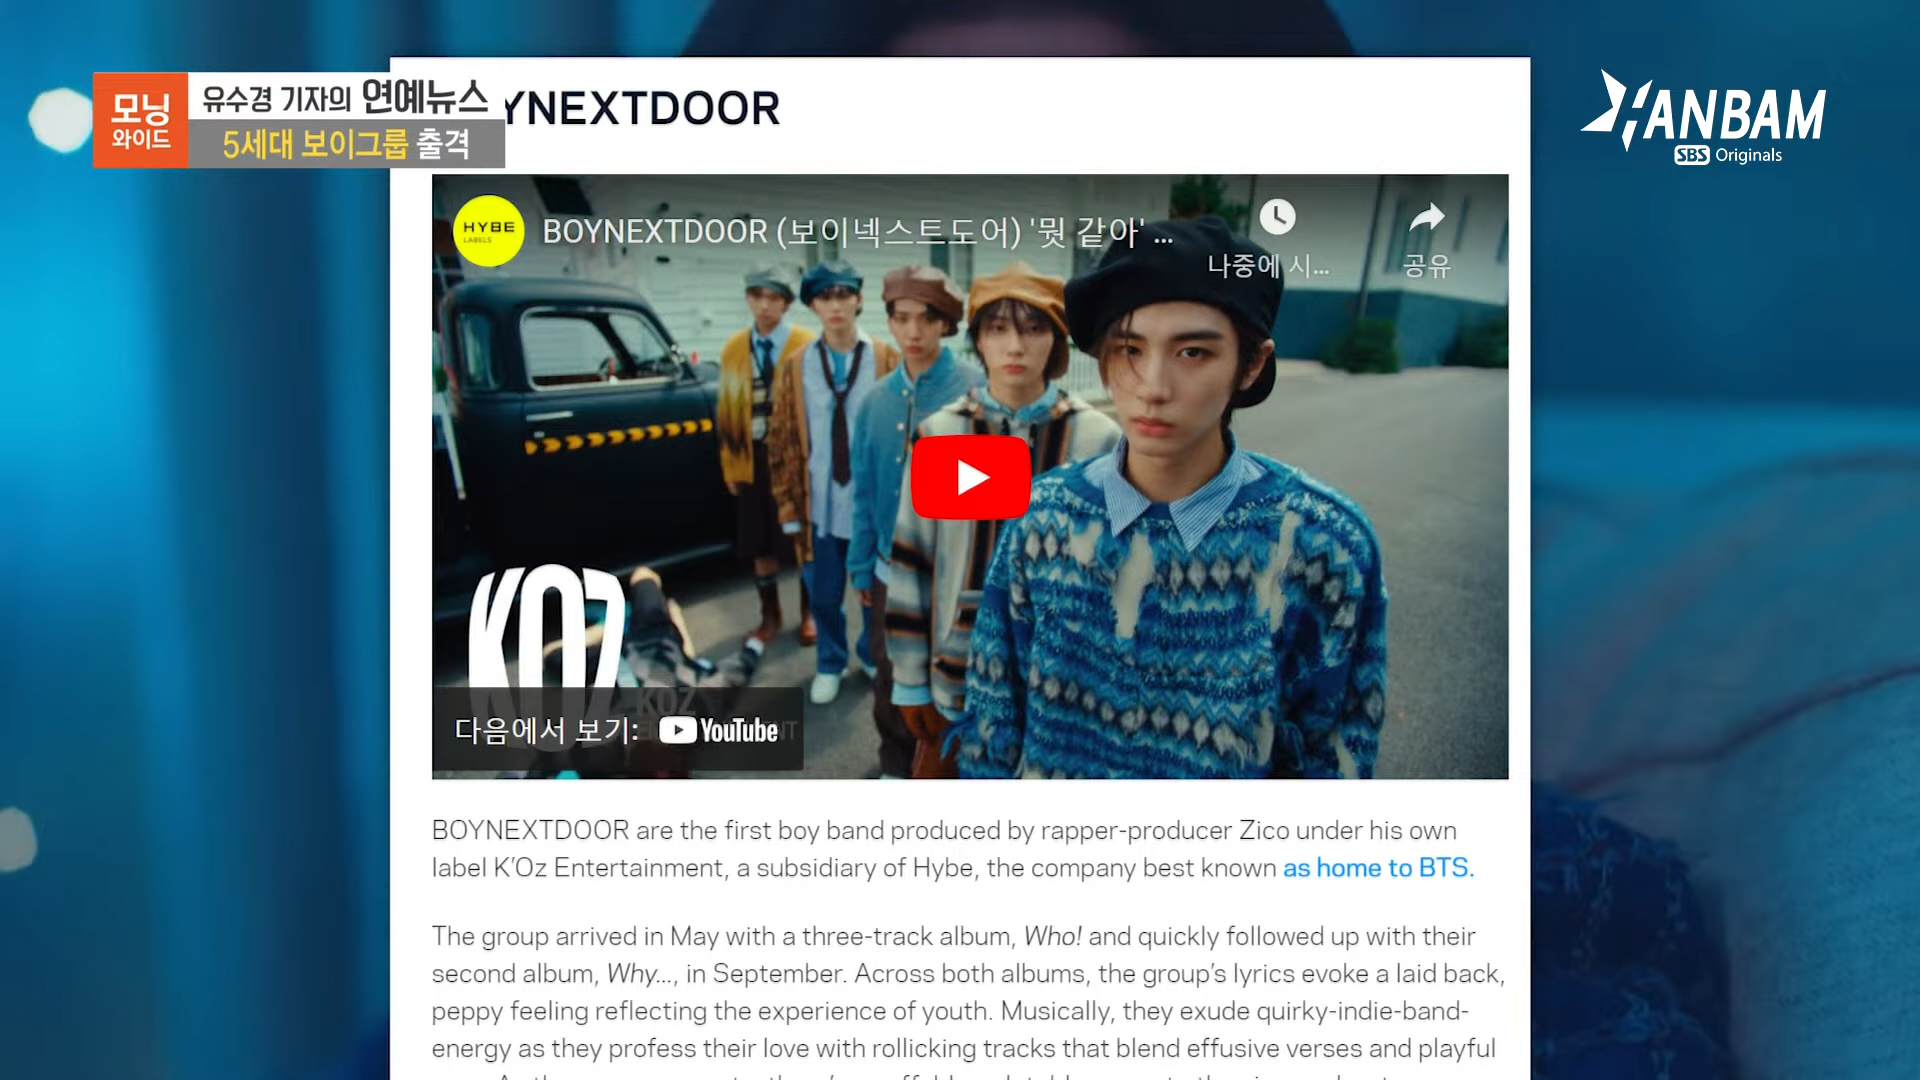 모닝
와이드
유수경 기자의 연예뉴스
5세대 보이그룹 출격
YNEXTDOOR
HANBAM
SBS Originals
HYBE
LABELS
BOYNEXTDOOR (보이넥스트도어) '뭣 같아' ...
나중에 시...
공유
KOZ
KOZ
다음에서 보기: YouTube
BOYNEXTDOOR are the first boy band produced by rapper-producer Zico under his own
label K'Oz Entertainment, a subsidiary of Hybe, the company best known as home to BTS.
The group arrived in May with a three-track album, Who! and quickly followed up with their
second album, Why…, in September. Across both albums, the group's lyrics evoke a laid back,
peppy feeling reflecting the experience of youth. Musically, they exude quirky-indie-band-
energy as they profess their love with rollicking tracks that blend effusive verses and playful